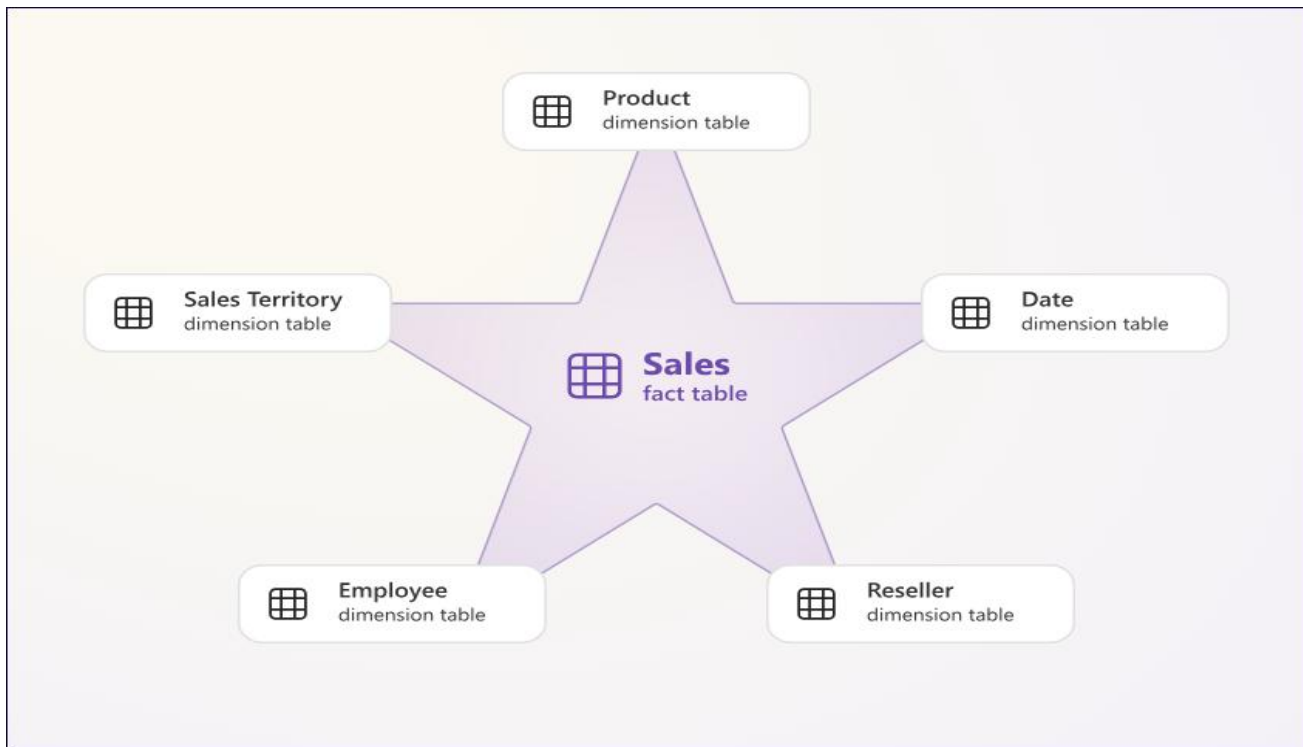 Product
dimension table
Sales Territory
dimension table
Date
dimension table
Sales
fact table
Employee
dimension table
Reseller
dimension table